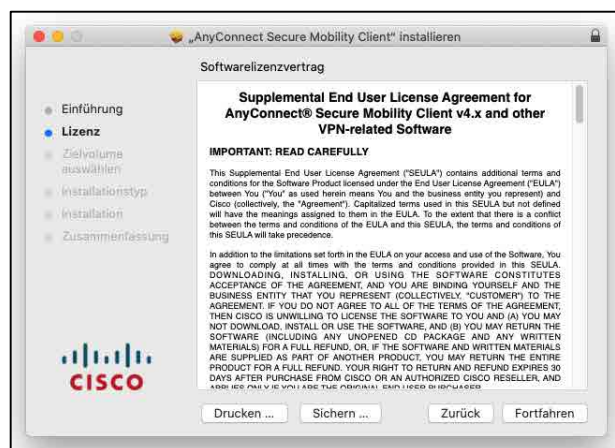 „AnyConnect Secure Mobility Client“ installieren
Softwarelizenzvertrag
Einführung
Lizenz
Zielvolume
auswählen
Installationstyp
Installation
Zusammenfassung
Supplemental End User License Agreement for
AnyConnect® Secure Mobility Client v4.x and other
VPN-related Software
IMPORTANT: READ CAREFULLY
This Supplemental End User License Agreement ("SEULA") contains additional terms and
conditions for the Software Product licensed under the End User License Agreement ("EULA")
between You ("You" as used herein means You and the business entity you represent) and
Cisco (collectively, the "Agreement"). Capitalized terms used in this SEULA but not defined
will have the meanings assigned to them in the EULA. To the extent that there is a conflict
between the terms and conditions of the EULA and this SEULA, the terms and conditions of
this SEULA will take precedence.
In addition to the limitations set forth in the EULA on your access and use of the Software, You
agree to comply at all times with the terms and conditions provided in this SEULA.
DOWNLOADING, INSTALLING, OR USING THE SOFTWARE CONSTITUTES
ACCEPTANCE OF THE AGREEMENT, AND YOU ARE BINDING YOURSELF AND THE
BUSINESS ENTITY THAT YOU REPRESENT (COLLECTIVELY, "CUSTOMER") TO THE
AGREEMENT. IF YOU DO NOT AGREE TO ALL OF THE TERMS OF THE AGREEMENT,
THEN CISCO IS UNWILLING TO LICENSE THE SOFTWARE TO YOU AND (A) YOU MAY
NOT DOWNLOAD, INSTALL OR USE THE SOFTWARE, AND (B) YOU MAY RETURN THE
SOFTWARE (INCLUDING ANY UNOPENED CD PACKAGE AND ANY WRITTEN
MATERIALS) FOR A FULL REFUND, OR, IF THE SOFTWARE AND WRITTEN MATERIALS
ARE SUPPLIED AS PART OF ANOTHER PRODUCT, YOU MAY RETURN THE ENTIRE
PRODUCT FOR A FULL REFUND. YOUR RIGHT TO RETURN AND REFUND EXPIRES 30
DAYS AFTER PURCHASE FROM CISCO OR AN AUTHORIZED CISCO RESELLER, AND
APPLIES ONLY IF YOU ARE THE ORIGINAL END USER PURCHASER.
CISCO
Drucken ...
Sichern ...
Zurück
Fortfahren